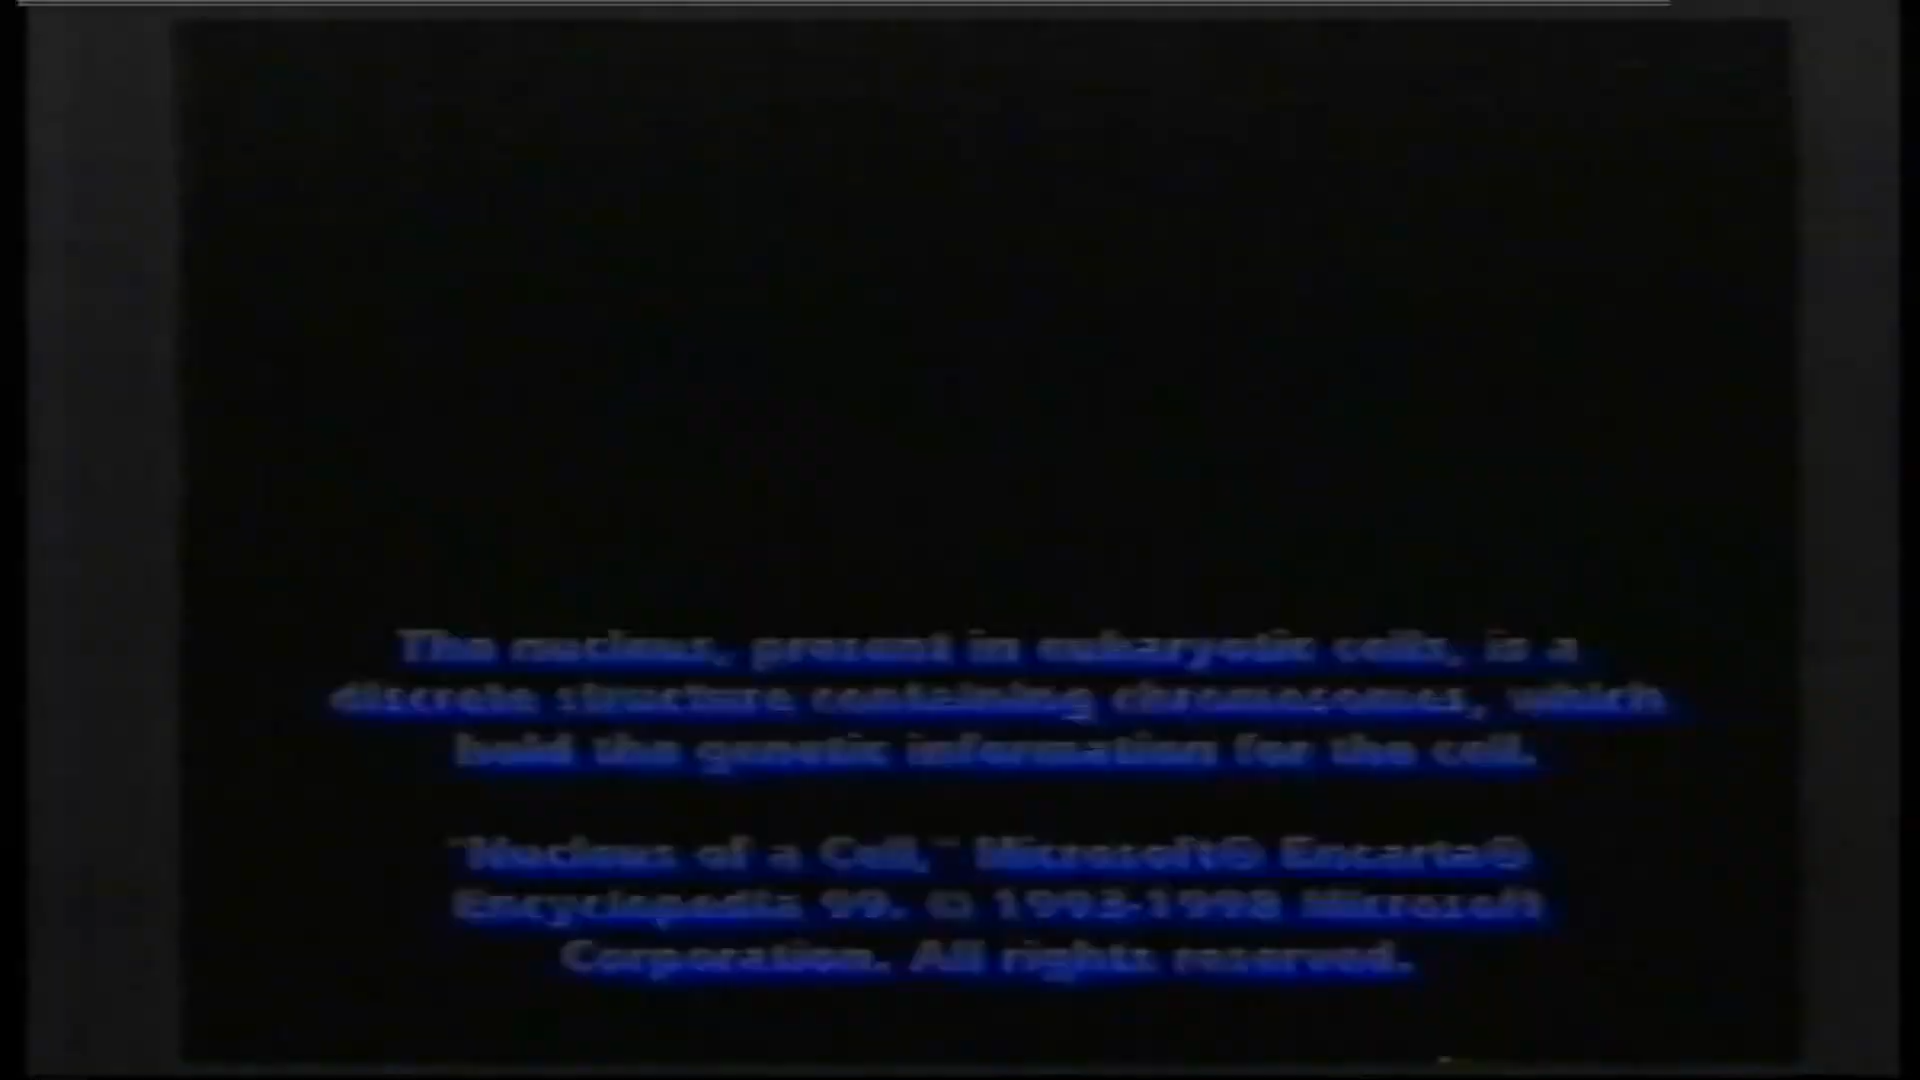 The nucleus, present in eukaryotic cells, is a
discrete structure containing chromosomes, which
hold the genetic information for the cell.
"Nucleus of a Cell," Microsoft® Encarta®
Encyclopedia 99. © 1993-1998 Microsoft
Corporation. All rights reserved.